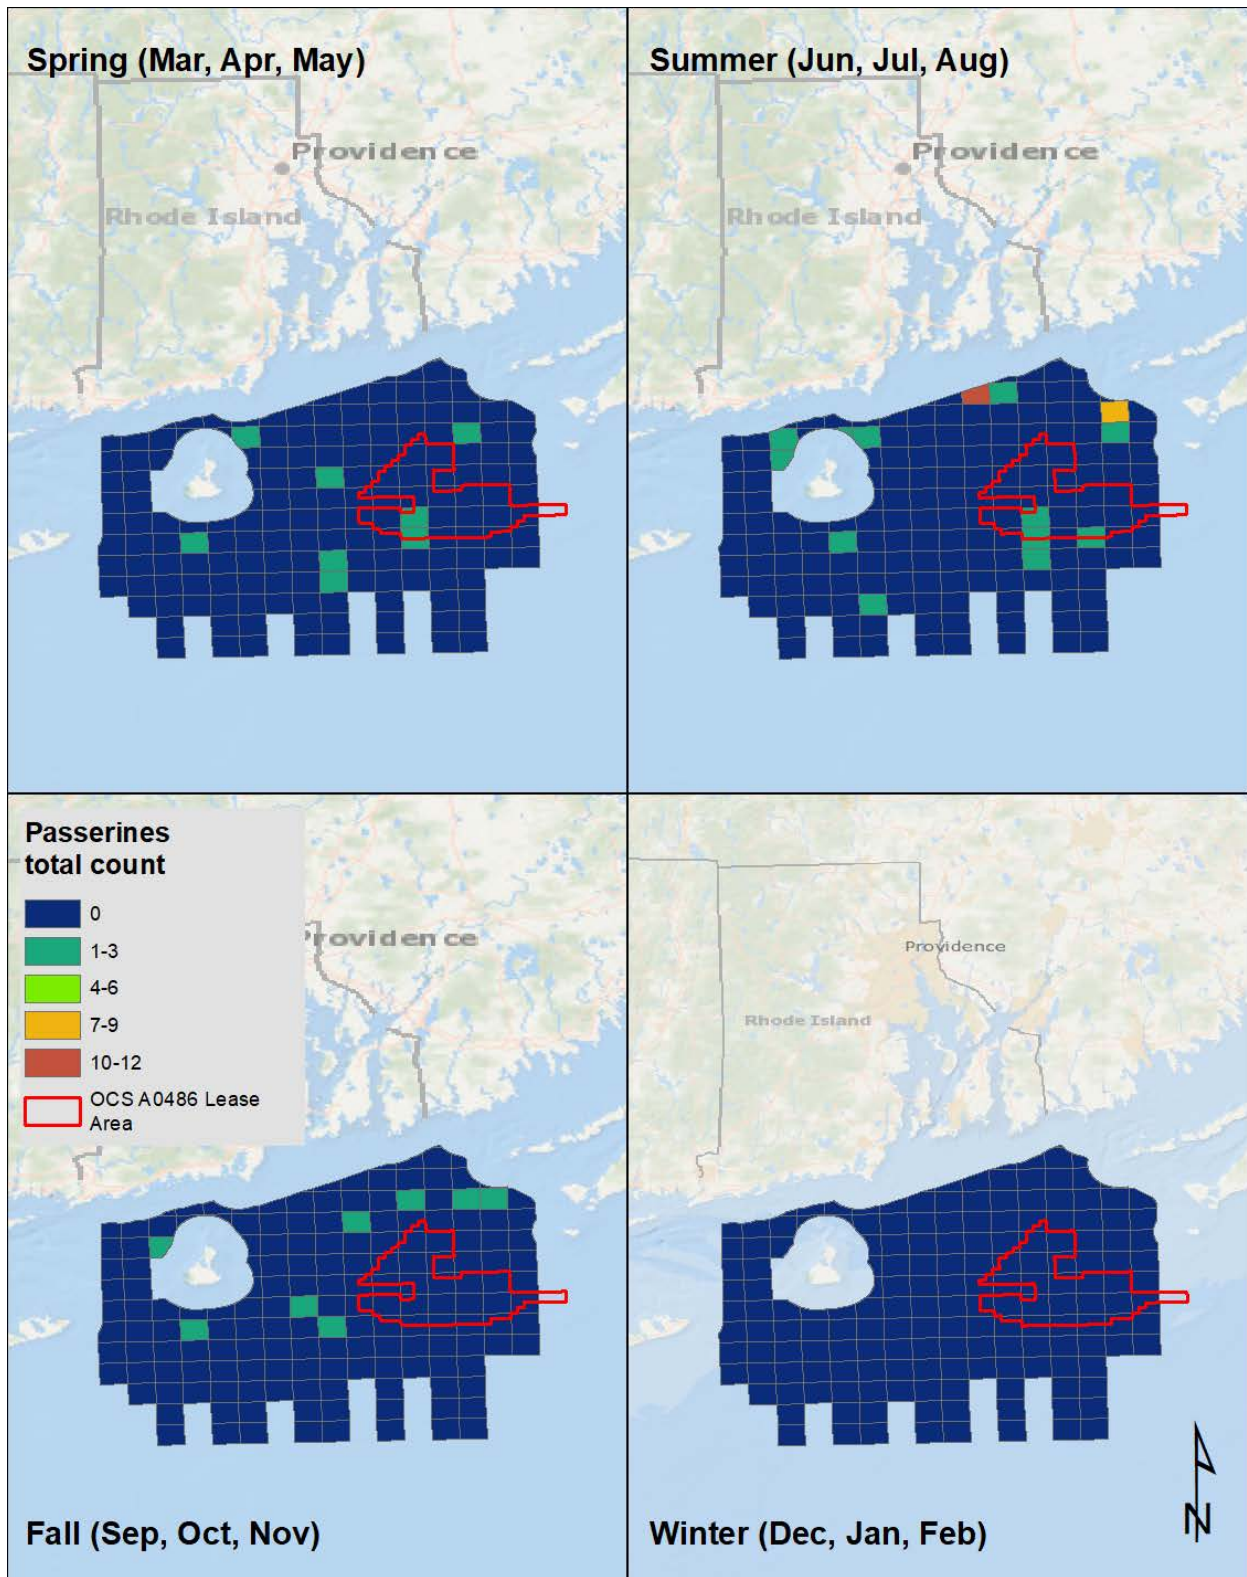 Spring (Mar, Apr, May)
Providence
Rhode Island
Summer (Jun, Jul, Aug)
Providence
Rhode Island
Passerines
total count
0
1-3
4-6
7-9
10-12
OCS A0486 Lease
Area
Providence
Fall (Sep, Oct, Nov)
Providence
Rhode Island
Winter (Dec, Jan, Feb)
N